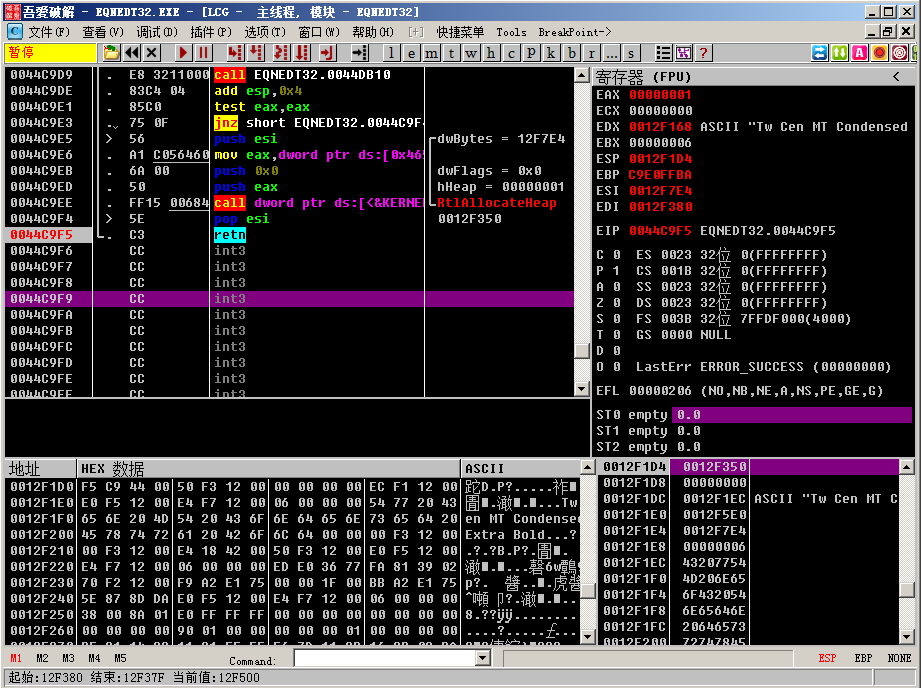 吾爱破解 - EQNEDT32.EXE - [LCG - 主线程, 模块 - EQNEDT32]
文件(F) 查看(V) 调试(D) 插件(P) 选项(T) 窗口(W) 帮助(H) [+] 快捷菜单 Tools BreakPoint->
暂停 l e m t w h c p k b r ... s ?
0044C9D9 . E8 3211000 call EQNEDT32.0044DB10
0044C9DE . 83C4 04 add esp,0x4
0044C9E1 . 85C0 test eax,eax
0044C9E3 . 75 0F jnz short EQNEDT32.0044C9F4
0044C9E5 > 56 push esi dwBytes = 12F7E4
0044C9E6 . A1 C056460 mov eax,dword ptr ds:[0x46
0044C9EB . 6A 00 push 0x0 dwFlags = 0x0
0044C9ED . 50 push eax hHeap = 00000001
0044C9EE . FF15 00684 call dword ptr ds:[<&KERNE RtlAllocateHeap
0044C9F4 > 5E pop esi 0012F350
0044C9F5 . C3 retn
0044C9F6 CC int3
0044C9F7 CC int3
0044C9F8 CC int3
0044C9F9 CC int3
0044C9FA CC int3
0044C9FB CC int3
0044C9FC CC int3
0044C9FD CC int3
0044C9FE CC int3
0044C9FF CC int3
寄存器 (FPU) <
EAX 00000001
ECX 00000000
EDX 0012F168 ASCII "Tw Cen MT Condensed
EBX 00000006
ESP 0012F1D4
EBP C9E0FFBA
ESI 0012F7E4
EDI 0012F380
EIP 0044C9F5 EQNEDT32.0044C9F5
C 0 ES 0023 32位 0(FFFFFFFF)
P 1 CS 001B 32位 0(FFFFFFFF)
A 0 SS 0023 32位 0(FFFFFFFF)
Z 0 DS 0023 32位 0(FFFFFFFF)
S 0 FS 003B 32位 7FFDF000(4000)
T 0 GS 0000 NULL
D 0
O 0 LastErr ERROR_SUCCESS (00000000)
EFL 00000206 (NO,NB,NE,A,NS,PE,GE,G)
ST0 empty 0.0
ST1 empty 0.0
ST2 empty 0.0
地址 HEX 数据 ASCII
0012F1D0 F5 C9 44 00 50 F3 12 00 00 00 00 00 EC F1 12 00
0012F1E0 E0 F5 12 00 E4 F7 12 00 06 00 00 00 54 77 20 43
0012F1F0 65 6E 20 4D 54 20 43 6F 6E 64 65 6E 73 65 64 20 en MT Condense
0012F200 45 78 74 72 61 20 42 6F 6C 64 00 00 00 F3 12 00 Extra Bold...?
0012F210 00 F3 12 00 E4 18 42 00 50 F3 12 00 E0 F5 12 00
0012F220 E4 F7 12 00 06 00 00 00 ED E0 36 77 FA 81 39 02
0012F230 70 F2 12 00 F9 A2 E1 75 00 00 1F 00 BB A2 E1 75
0012F240 5E 87 8D DA E0 F5 12 00 E4 F7 12 00 06 00 00 00
0012F250 38 00 8A 01 E0 FF FF FF 00 00 00 00 00 00 00 00
0012F260 00 00 00 00 90 01 00 00 00 00 00 01 00 00 00 00
0012F1D4 0012F350
0012F1D8 00000000
0012F1DC 0012F1EC ASCII "Tw Cen MT C
0012F1E0 0012F5E0
0012F1E4 0012F7E4
0012F1E8 00000006
0012F1EC 43207754
0012F1F0 4D206E65
0012F1F4 6F432054
0012F1F8 6E65646E
0012F1FC 20646573
0012F200 72747845
M1 M2 M3 M4 M5 Command: ESP EBP NONE
起始:12F380 结束:12F37F 当前值:12F500